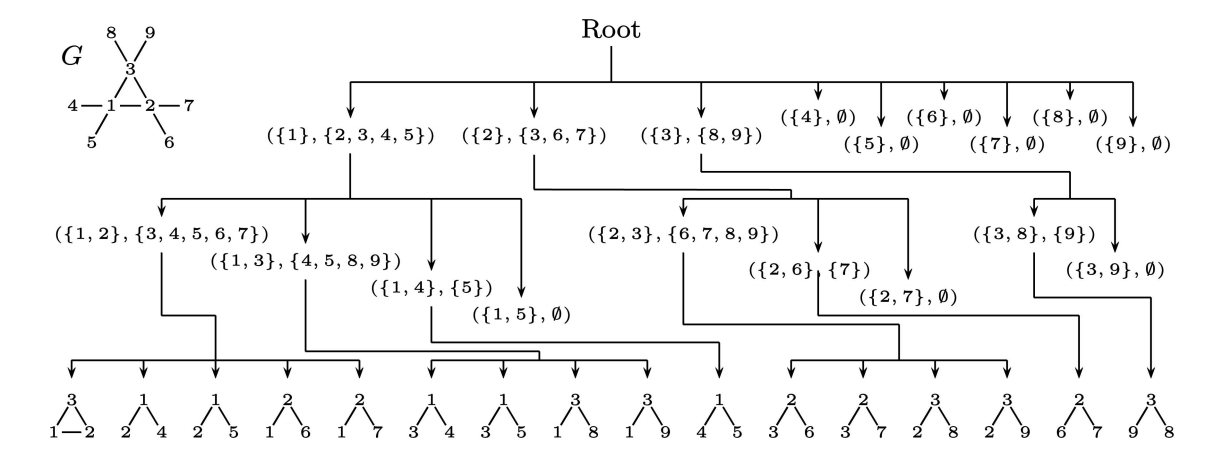 Root
8 9
G
3
4 1 2 7
5 6
({1}, {2, 3, 4, 5}) ({2}, {3, 6, 7}) ({3}, {8, 9})
({4}, ∅) ({6}, ∅) ({8}, ∅)
({5}, ∅) ({7}, ∅) ({9}, ∅)
({1, 2}, {3, 4, 5, 6, 7}) ({2, 3}, {6, 7, 8, 9}) ({3, 8}, {9})
({1, 3}, {4, 5, 8, 9}) ({2, 6}, {7}) ({3, 9}, ∅)
({1, 4}, {5}) ({2, 7}, ∅)
({1, 5}, ∅)
3 1 1 2 2 1 1 3 3 1 2 2 3 3 2 3
1 2 2 4 2 5 1 6 1 7 3 4 3 5 1 8 1 9 4 5 3 6 3 7 2 8 2 9 6 7 9 8